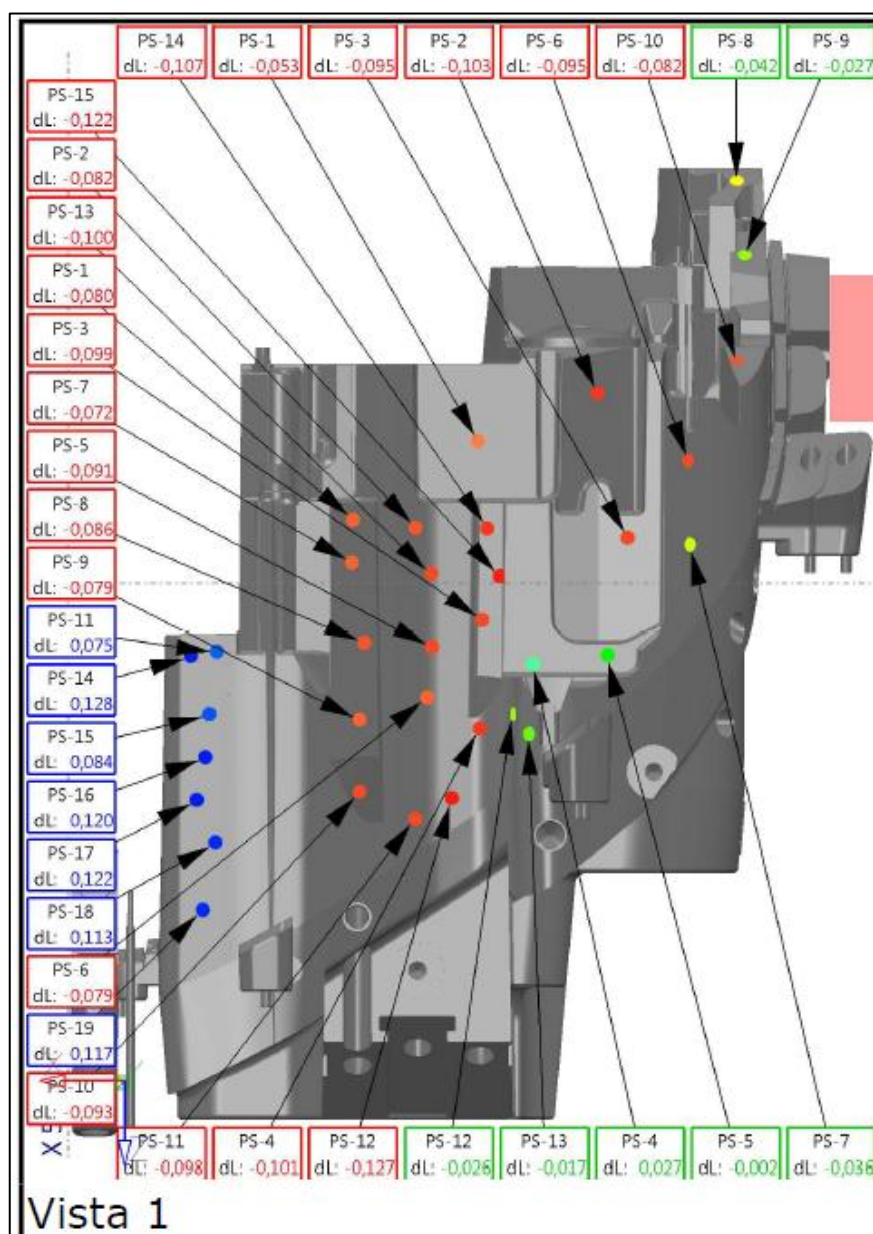 PS-14
dL: -0,107
PS-1
dL: -0,053
PS-3
dL: -0,095
PS-2
dL: -0,103
PS-6
dL: -0,095
PS-10
dL: -0,082
PS-8
dL: -0,042
PS-9
dL: -0,027
PS-15
dL: -0,122
PS-2
dL: -0,082
PS-13
dL: -0,100
PS-1
dL: -0,080
PS-3
dL: -0,099
PS-7
dL: -0,072
PS-5
dL: -0,091
PS-8
dL: -0,086
PS-9
dL: -0,079
PS-11
dL: 0,075
PS-14
dL: 0,128
PS-15
dL: 0,084
PS-16
dL: 0,120
PS-17
dL: 0,122
PS-18
dL: 0,113
PS-6
dL: -0,079
PS-19
dL: 0,117
PS-10
dL: -0,093
X
PS-11
dL: -0,098
PS-4
dL: -0,101
PS-12
dL: -0,127
PS-12
dL: -0,026
PS-13
dL: -0,017
PS-4
dL: 0,027
PS-5
dL: -0,002
PS-7
dL: -0,036
Vista 1